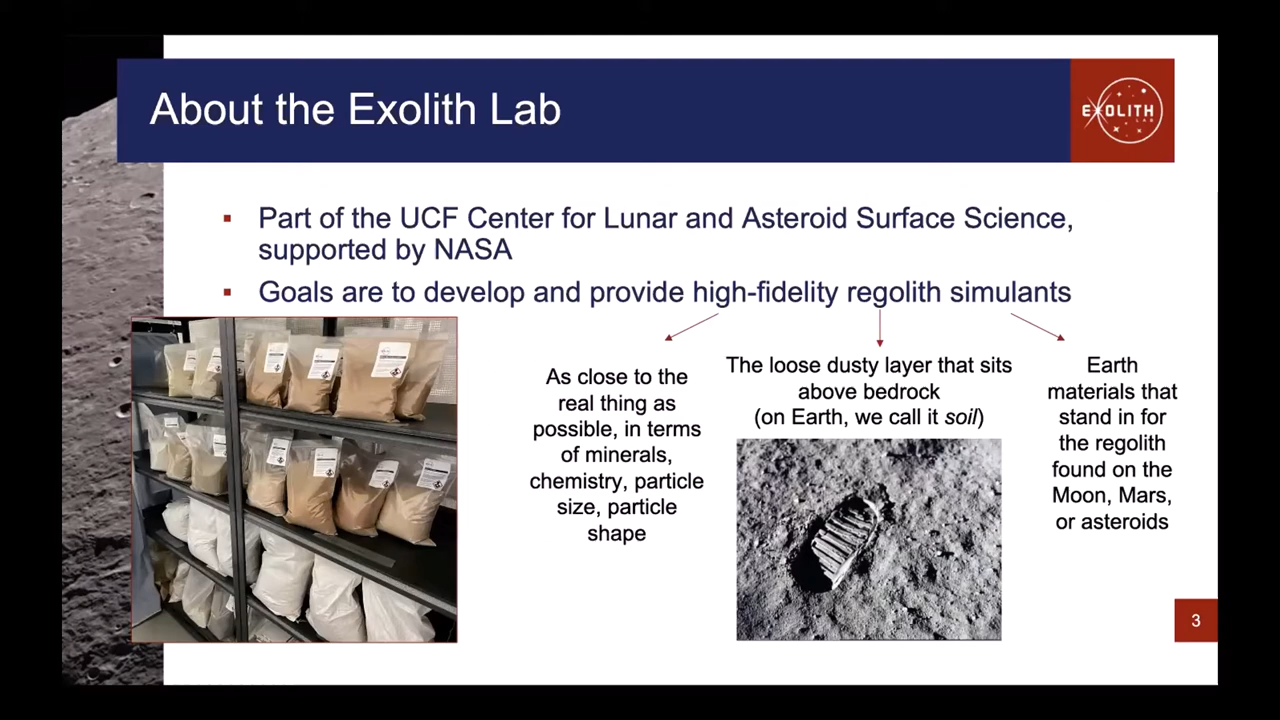 About the Exolith Lab
EXOLITH
LAB
▪ Part of the UCF Center for Lunar and Asteroid Surface Science,
supported by NASA
▪ Goals are to develop and provide high-fidelity regolith simulants
As close to the
real thing as
possible, in terms
of minerals,
chemistry, particle
size, particle
shape
The loose dusty layer that sits
above bedrock
(on Earth, we call it soil)
Earth
materials that
stand in for
the regolith
found on the
Moon, Mars,
or asteroids
3